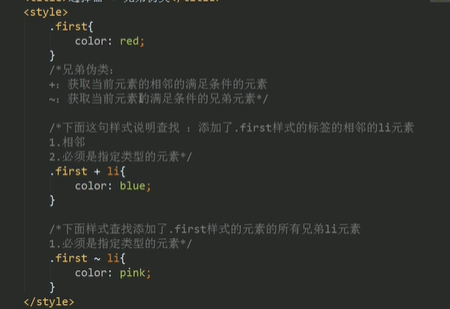 <style>
.first{
color: red;
}
/*兄弟伪类:
+: 获取当前元素的相邻的满足条件的元素
~: 获取当前元素的满足条件的兄弟元素*/
/*下面这句样式说明查找 : 添加了.first样式的标签的相邻的li元素
1.相邻
2.必须是指定类型的元素*/
.first + li{
color: blue;
}
/*下面样式查找添加了.first样式的元素的所有兄弟li元素
1.必须是指定类型的元素*/
.first ~ li{
color: pink;
}
</style>